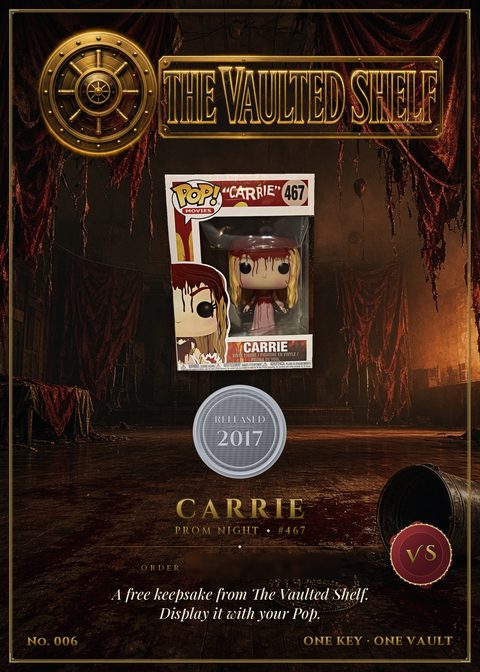 THE VAULTED SHELF
POP!
MOVIES
"CARRIE"
467
CARRIE
RELEASED
2017
CARRIE
PROM NIGHT • #467
ORDER
A free keepsake from The Vaulted Shelf.
Display it with your Pop.
VS
No. 006
ONE KEY · ONE VAULT